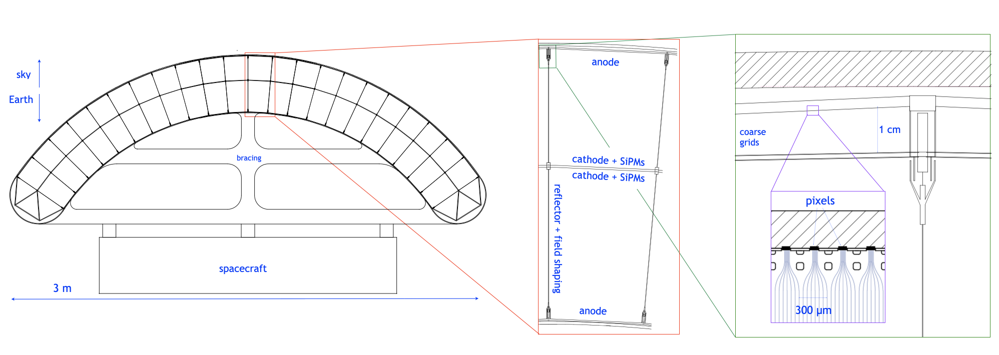 sky
Earth
bracing
spacecraft
3 m
anode
cathode + SiPMs
cathode + SiPMs
reflector + field shaping
anode
coarse
grids
1 cm
pixels
300 µm